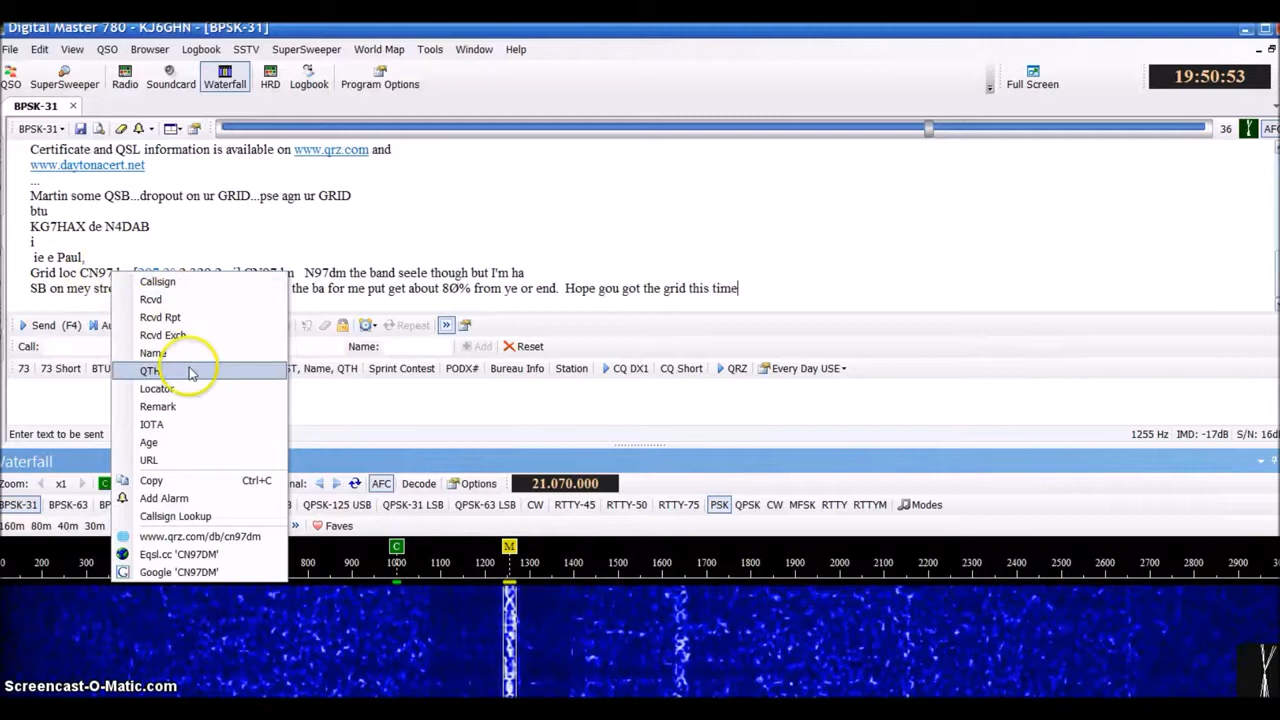 Digital Master 780 - KJ6GHN - [BPSK-31]
File Edit View QSO Browser Logbook SSTV SuperSweeper World Map Tools Window Help
QSO SuperSweeper Radio Soundcard Waterfall HRD Logbook Program Options Full Screen 19:50:53
BPSK-31
BPSK-31 36 AFC
Certificate and QSL information is available on www.qrz.com and
www.daytonacert.net
...
Martin some QSB...dropout on ur GRID...pse agn ur GRID
btu
KG7HAX de N4DAB
i
ie e Paul,
Grid loc CN97 N97dm the band seele though but I'm ha
SB on mey stre the ba for me put get about 8Ø% from ye or end. Hope gou got the grid this time
Send (F4) Au Repeat
Call: Name: Add Reset
73 73 Short BTU ST, Name, QTH Sprint Contest PODX# Bureau Info Station CQ DX1 CQ Short QRZ Every Day USE
Callsign
Rcvd
Rcvd Rpt
Rcvd Exch
Name
QTH
Locator
Remark
IOTA
Age
URL
Copy Ctrl+C
Add Alarm
Callsign Lookup
www.qrz.com/db/cn97dm
Eqsl.cc 'CN97DM'
Google 'CN97DM'
Enter text to be sent 1255 Hz IMD: -17dB S/N: 16d
Waterfall
Zoom: x1 C nal: AFC Decode Options 21.070.000
BPSK-31 BPSK-63 BP QPSK-125 USB QPSK-31 LSB QPSK-63 LSB CW RTTY-45 RTTY-50 RTTY-75 PSK QPSK CW MFSK RTTY RTTYM Modes
160m 80m 40m 30m Faves
C M
200 300 400 800 900 1000 1100 1200 1300 1400 1500 1600 1700 1800 1900 2000 2100 2200 2300 2400 2500 2600 2700 2800 2900
Screencast-O-Matic.com